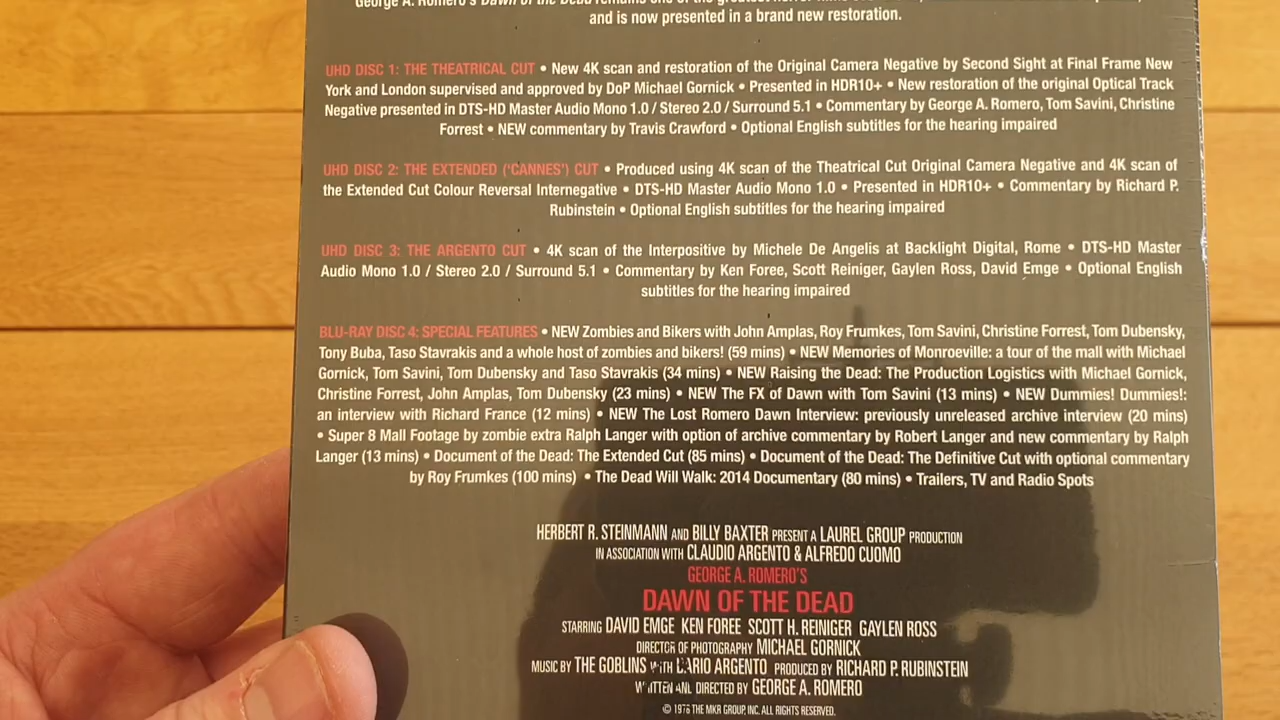 George A. Romero's Dawn of the Dead remains one of the greatest horror films
and is now presented in a brand new restoration.
UHD DISC 1: THE THEATRICAL CUT • New 4K scan and restoration of the Original Camera Negative by Second Sight at Final Frame New
York and London supervised and approved by DoP Michael Gornick • Presented in HDR10+ • New restoration of the original Optical Track
Negative presented in DTS-HD Master Audio Mono 1.0 / Stereo 2.0 / Surround 5.1 • Commentary by George A. Romero, Tom Savini, Christine
Forrest • NEW commentary by Travis Crawford • Optional English subtitles for the hearing impaired
UHD DISC 2: THE EXTENDED ('CANNES') CUT • Produced using 4K scan of the Theatrical Cut Original Camera Negative and 4K scan of
the Extended Cut Colour Reversal Internegative • DTS-HD Master Audio Mono 1.0 • Presented in HDR10+ • Commentary by Richard P.
Rubinstein • Optional English subtitles for the hearing impaired
UHD DISC 3: THE ARGENTO CUT • 4K scan of the Interpositive by Michele De Angelis at Backlight Digital, Rome • DTS-HD Master
Audio Mono 1.0 / Stereo 2.0 / Surround 5.1 • Commentary by Ken Foree, Scott Reiniger, Gaylen Ross, David Emge • Optional English
subtitles for the hearing impaired
BLU-RAY DISC 4: SPECIAL FEATURES • NEW Zombies and Bikers with John Amplas, Roy Frumkes, Tom Savini, Christine Forrest, Tom Dubensky,
Tony Buba, Taso Stavrakis and a whole host of zombies and bikers! (59 mins) • NEW Memories of Monroeville: a tour of the mall with Michael
Gornick, Tom Savini, Tom Dubensky and Taso Stavrakis (34 mins) • NEW Raising the Dead: The Production Logistics with Michael Gornick,
Christine Forrest, John Amplas, Tom Dubensky (23 mins) • NEW The FX of Dawn with Tom Savini (13 mins) • NEW Dummies! Dummies!:
an interview with Richard France (12 mins) • NEW The Lost Romero Dawn Interview: previously unreleased archive interview (20 mins)
• Super 8 Mall Footage by zombie extra Ralph Langer with option of archive commentary by Robert Langer and new commentary by Ralph
Langer (13 mins) • Document of the Dead: The Extended Cut (85 mins) • Document of the Dead: The Definitive Cut with optional commentary
by Roy Frumkes (100 mins) • The Dead Will Walk: 2014 Documentary (80 mins) • Trailers, TV and Radio Spots
HERBERT R. STEINMANN AND BILLY BAXTER PRESENT A LAUREL GROUP PRODUCTION
IN ASSOCIATION WITH CLAUDIO ARGENTO & ALFREDO CUOMO
GEORGE A. ROMERO'S
DAWN OF THE DEAD
STARRING DAVID EMGE KEN FOREE SCOTT H. REINIGER GAYLEN ROSS
DIRECTOR OF PHOTOGRAPHY MICHAEL GORNICK
MUSIC BY THE GOBLINS WITH DARIO ARGENTO PRODUCED BY RICHARD P. RUBINSTEIN
WRITTEN AND DIRECTED BY GEORGE A. ROMERO
© 1978 THE MKR GROUP, INC. ALL RIGHTS RESERVED.